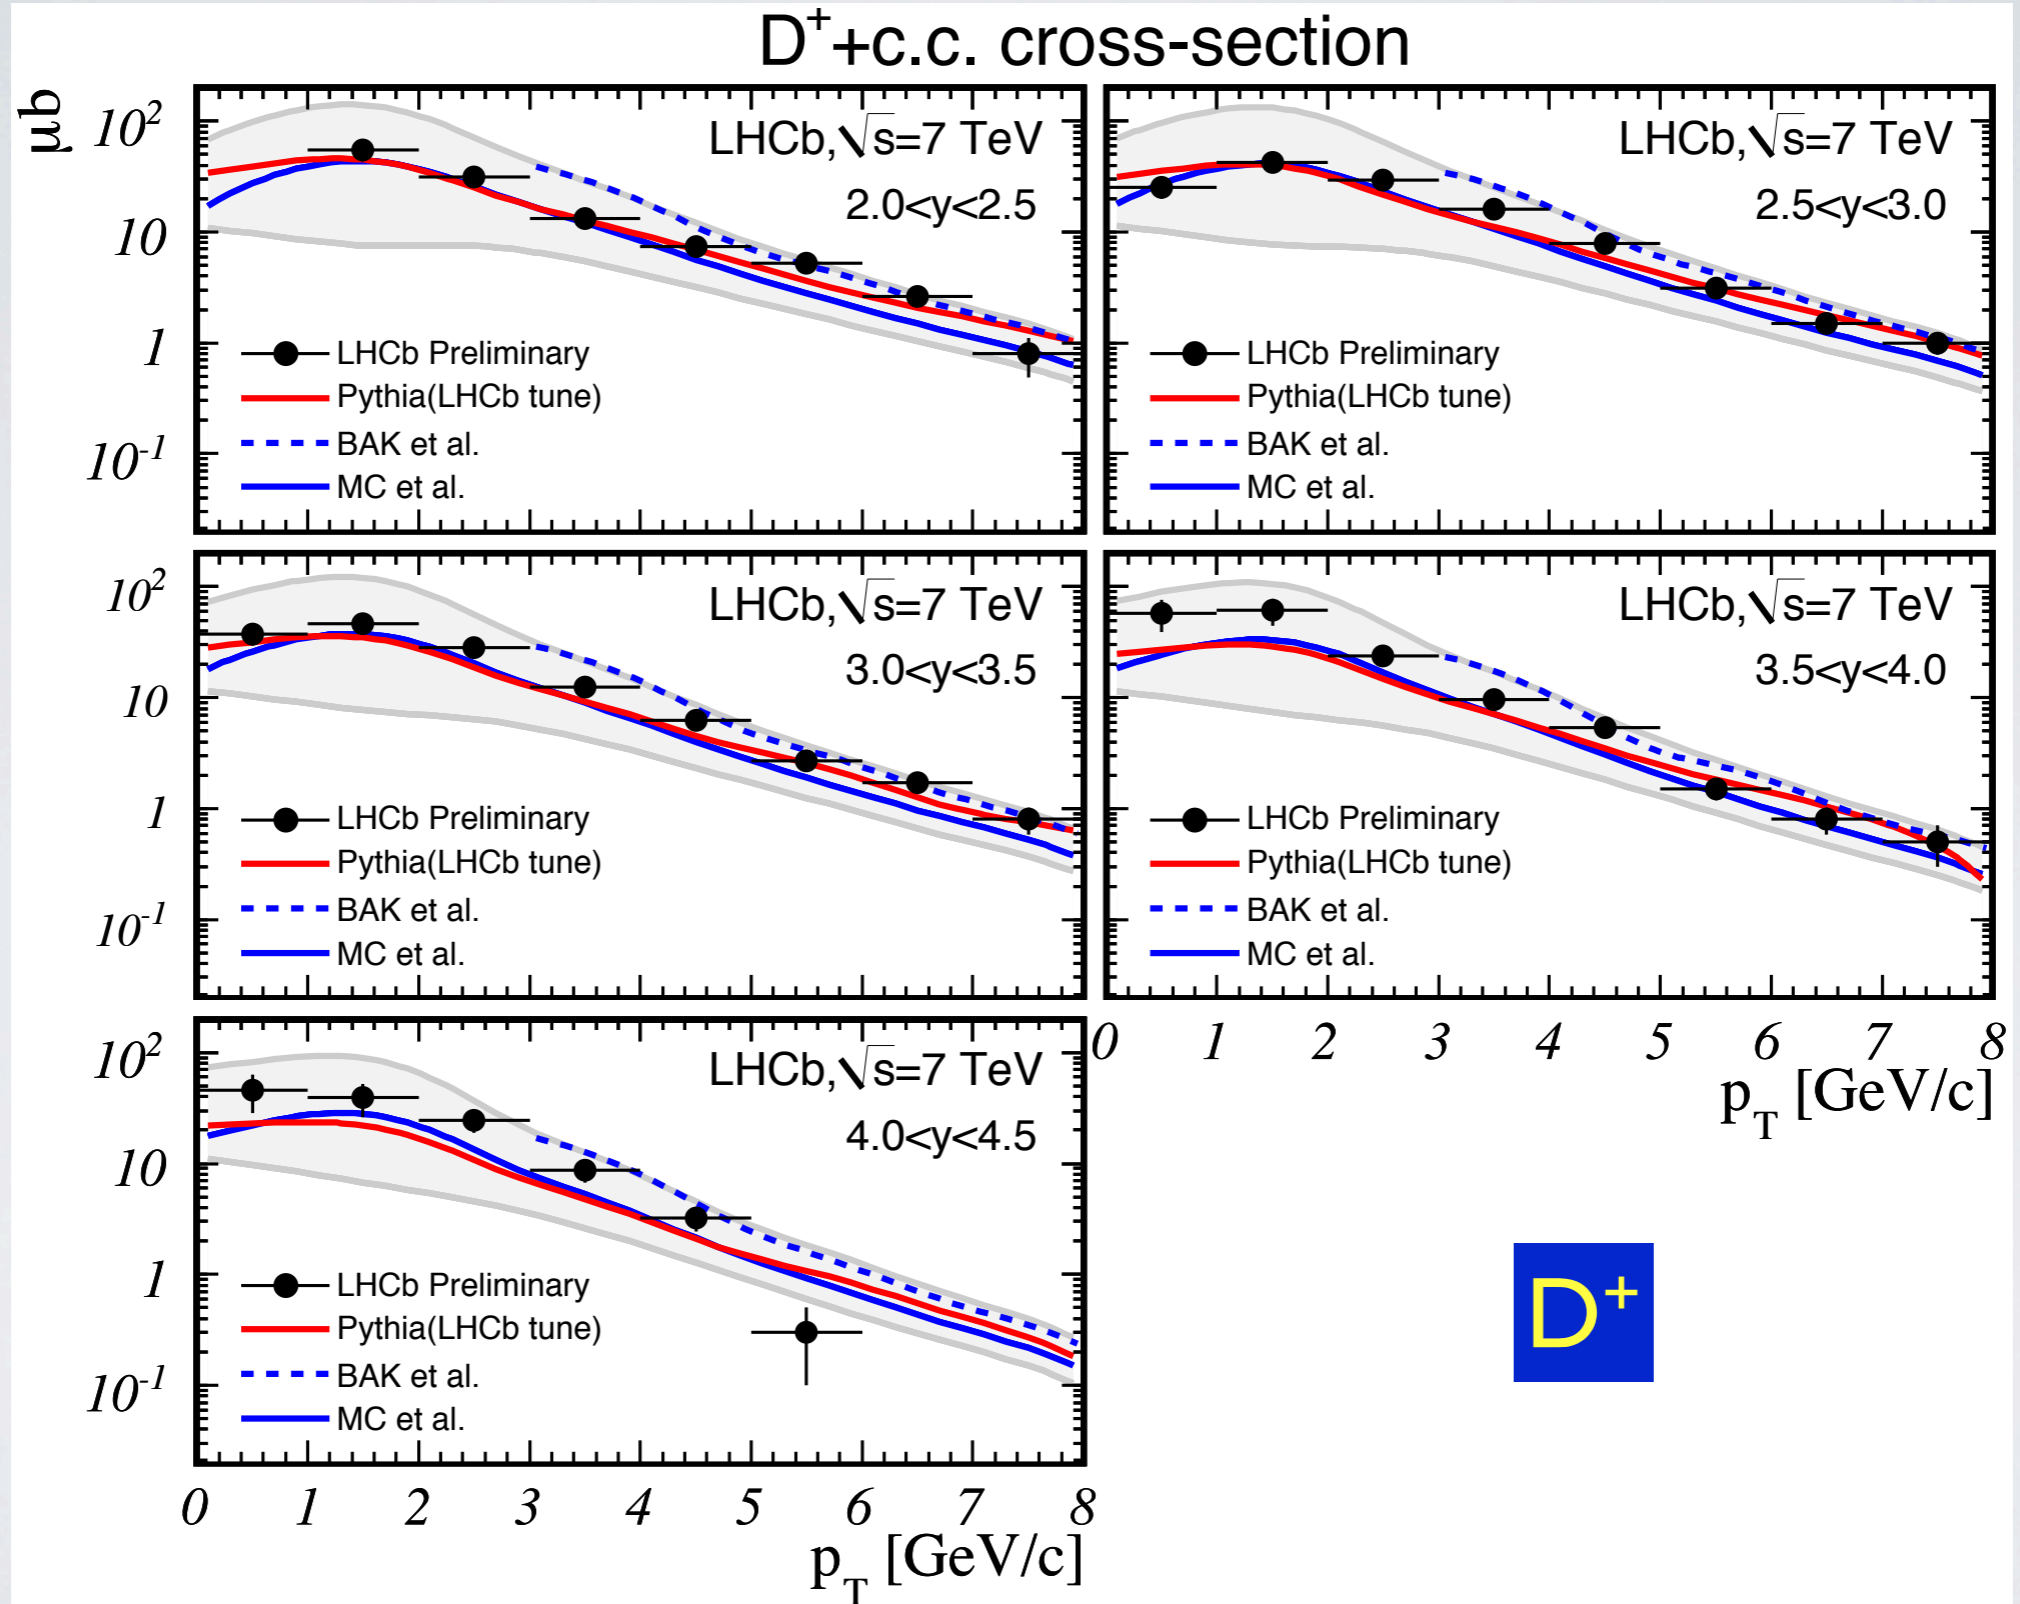 D⁺+c.c. cross-section
μb
10²
10
1
10⁻¹
LHCb,√s=7 TeV
2.0<y<2.5
LHCb Preliminary
Pythia(LHCb tune)
BAK et al.
MC et al.
LHCb,√s=7 TeV
2.5<y<3.0
LHCb Preliminary
Pythia(LHCb tune)
BAK et al.
MC et al.
10²
10
1
10⁻¹
LHCb,√s=7 TeV
3.0<y<3.5
LHCb Preliminary
Pythia(LHCb tune)
BAK et al.
MC et al.
LHCb,√s=7 TeV
3.5<y<4.0
LHCb Preliminary
Pythia(LHCb tune)
BAK et al.
MC et al.
0 1 2 3 4 5 6 7 8
p_T [GeV/c]
10²
10
1
10⁻¹
LHCb,√s=7 TeV
4.0<y<4.5
LHCb Preliminary
Pythia(LHCb tune)
BAK et al.
MC et al.
0 1 2 3 4 5 6 7 8
p_T [GeV/c]
D⁺